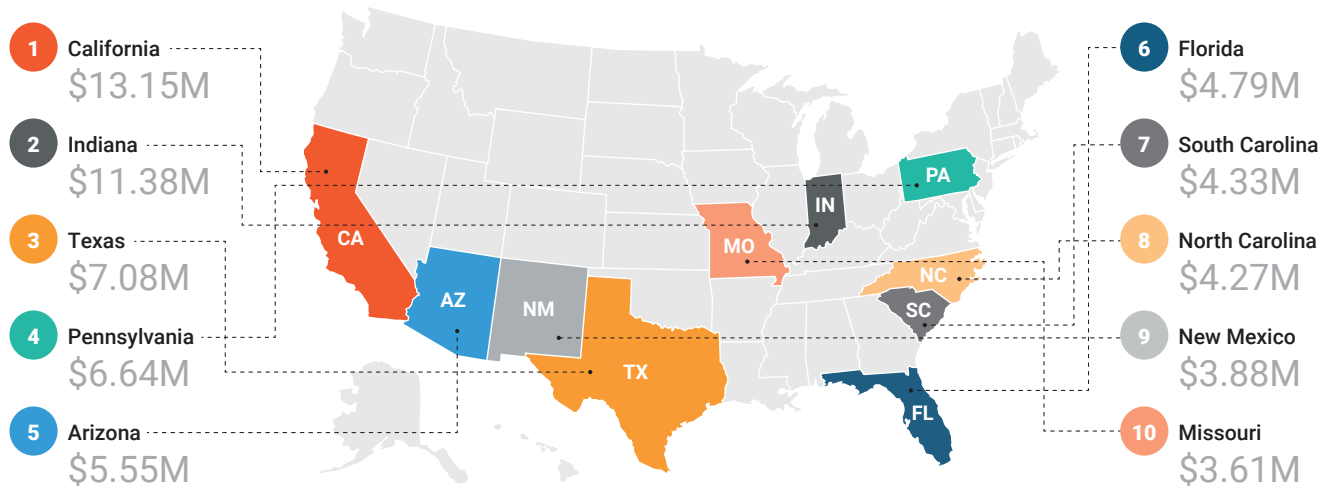 1 California
$13.15M
2 Indiana
$11.38M
3 Texas
$7.08M
4 Pennsylvania
$6.64M
5 Arizona
$5.55M
CA
AZ
NM
TX
MO
IN
PA
NC
SC
FL
6 Florida
$4.79M
7 South Carolina
$4.33M
8 North Carolina
$4.27M
9 New Mexico
$3.88M
10 Missouri
$3.61M